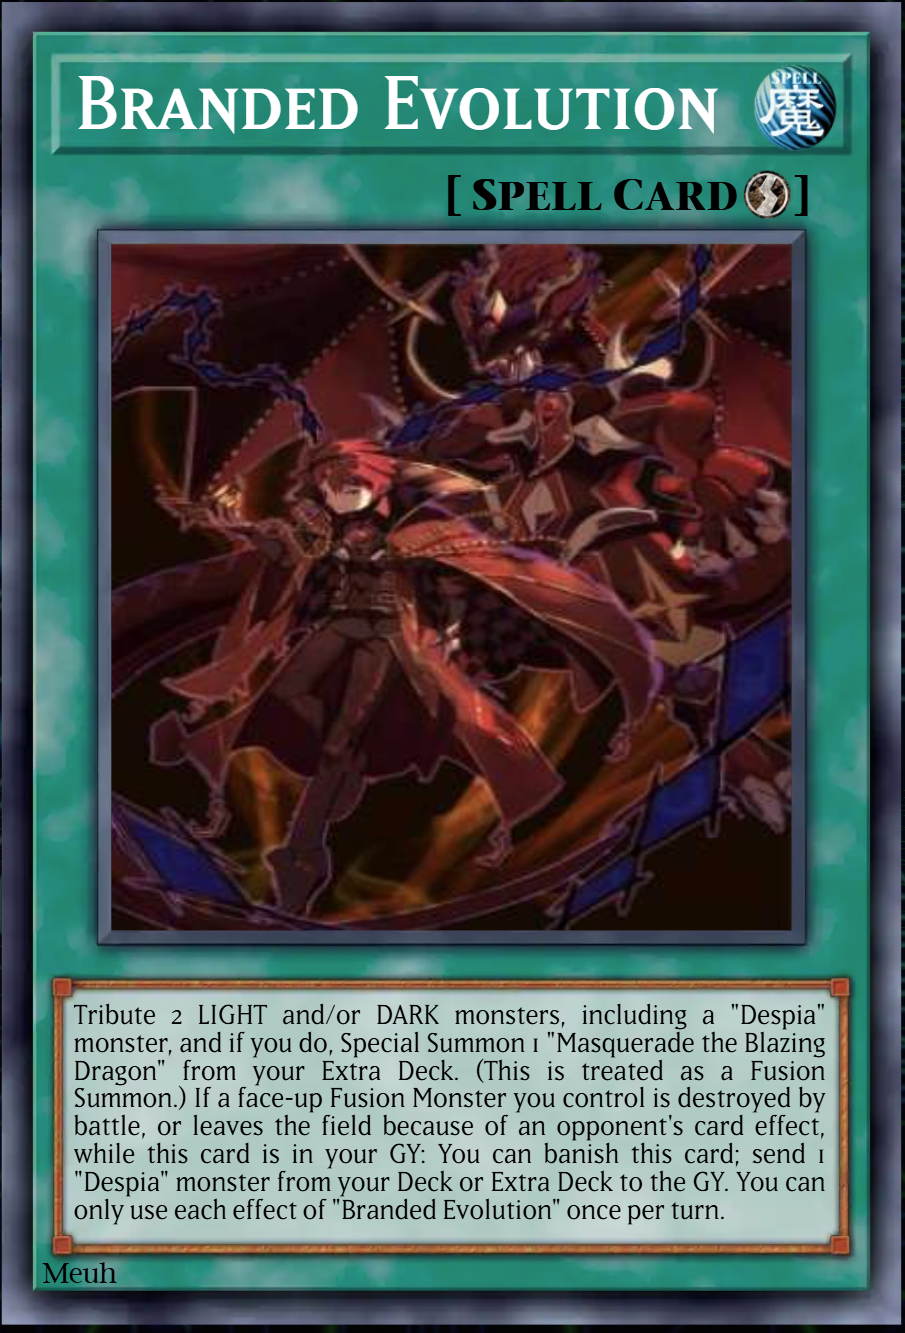 Branded Evolution
SPELL
魔
[ Spell Card ]
Tribute 2 LIGHT and/or DARK monsters, including a "Despia"
monster, and if you do, Special Summon 1 "Masquerade the Blazing
Dragon" from your Extra Deck. (This is treated as a Fusion
Summon.) If a face-up Fusion Monster you control is destroyed by
battle, or leaves the field because of an opponent's card effect,
while this card is in your GY: You can banish this card; send 1
"Despia" monster from your Deck or Extra Deck to the GY. You can
only use each effect of "Branded Evolution" once per turn.
Meuh